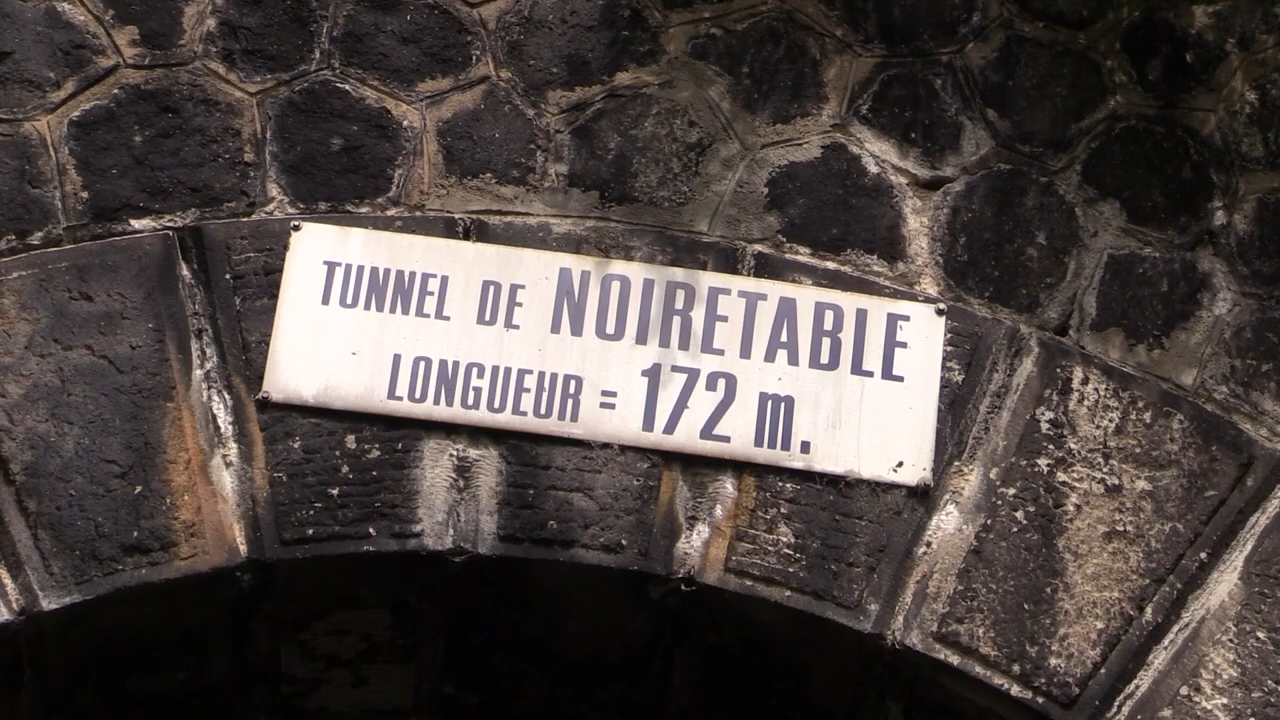 TUNNEL DE NOIRETABLE
LONGUEUR = 172 m.